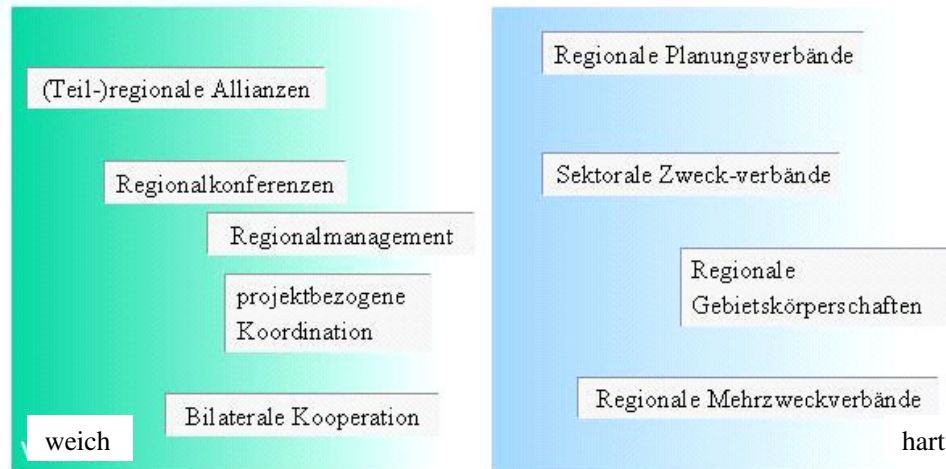 (Teil-)regionale Allianzen
Regionalkonferenzen
Regionalmanagement
projektbezogene
Koordination
Bilaterale Kooperation
weich
Regionale Planungsverbände
Sektorale Zweck-verbände
Regionale
Gebietskörperschaften
Regionale Mehrzweckverbände
hart